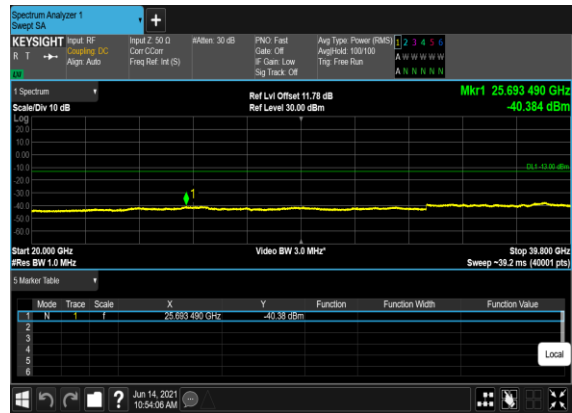 Spectrum Analyzer 1
Swept SA
+
KEYSIGHT Input: RF Input Z: 50 Ω #Atten: 30 dB PNO: Fast Avg Type: Power (RMS) 1 2 3 4 5 6
R T Coupling: DC Corr CCorr Gate: Off Avg|Hold: 100/100 A W W W W W
Align: Auto Freq Ref: Int (S) IF Gain: Low Trig: Free Run
LW Sig Track: Off A N N N N N
1 Spectrum Ref Lvl Offset 11.78 dB Mkr1 25.693 490 GHz
Scale/Div 10 dB Ref Level 30.00 dBm -40.384 dBm
Log
20.0
10.0
0.00
-10.0 DL1 -13.00 dBm
-20.0
-30.0
1
-40.0
-50.0
-60.0
Start 20.000 GHz Video BW 3.0 MHz* Stop 39.800 GHz
#Res BW 1.0 MHz Sweep ~39.2 ms (40001 pts)
5 Marker Table
Mode Trace Scale X Y Function Function Width Function Value
1 N 1 f 25.693 490 GHz -40.38 dBm
2
3
4
5
6
Local
? Jun 14, 2021
10:54:06 AM